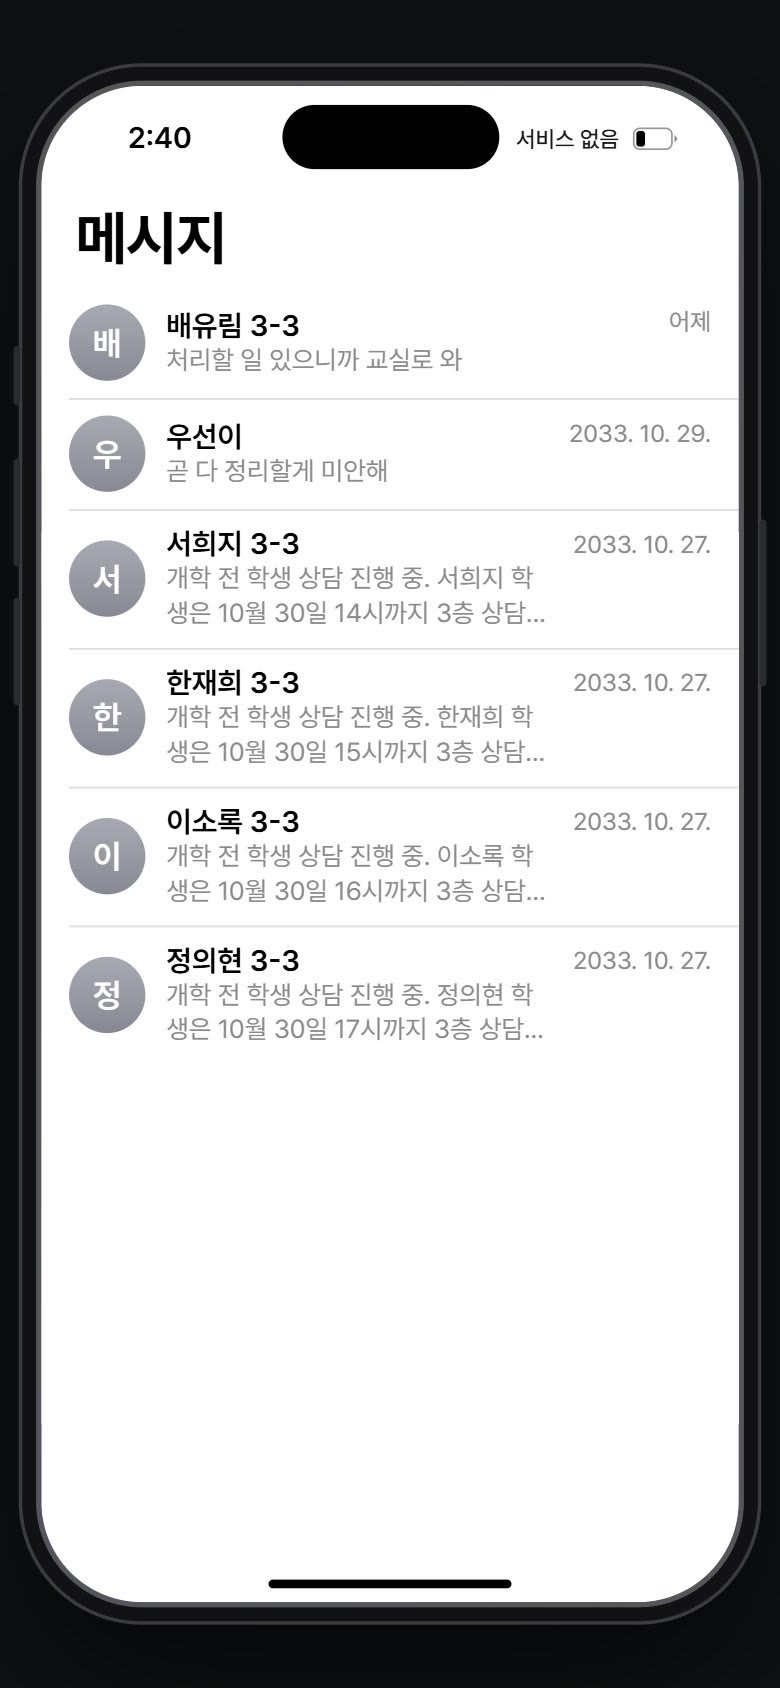 2:40
서비스 없음
메시지
배
배유림 3-3
어제
처리할 일 있으니까 교실로 와
우
우선이
2033. 10. 29.
곧 다 정리할게 미안해
서
서희지 3-3
2033. 10. 27.
개학 전 학생 상담 진행 중. 서희지 학
생은 10월 30일 14시까지 3층 상담...
한
한재희 3-3
2033. 10. 27.
개학 전 학생 상담 진행 중. 한재희 학
생은 10월 30일 15시까지 3층 상담...
이
이소록 3-3
2033. 10. 27.
개학 전 학생 상담 진행 중. 이소록 학
생은 10월 30일 16시까지 3층 상담...
정
정의현 3-3
2033. 10. 27.
개학 전 학생 상담 진행 중. 정의현 학
생은 10월 30일 17시까지 3층 상담...